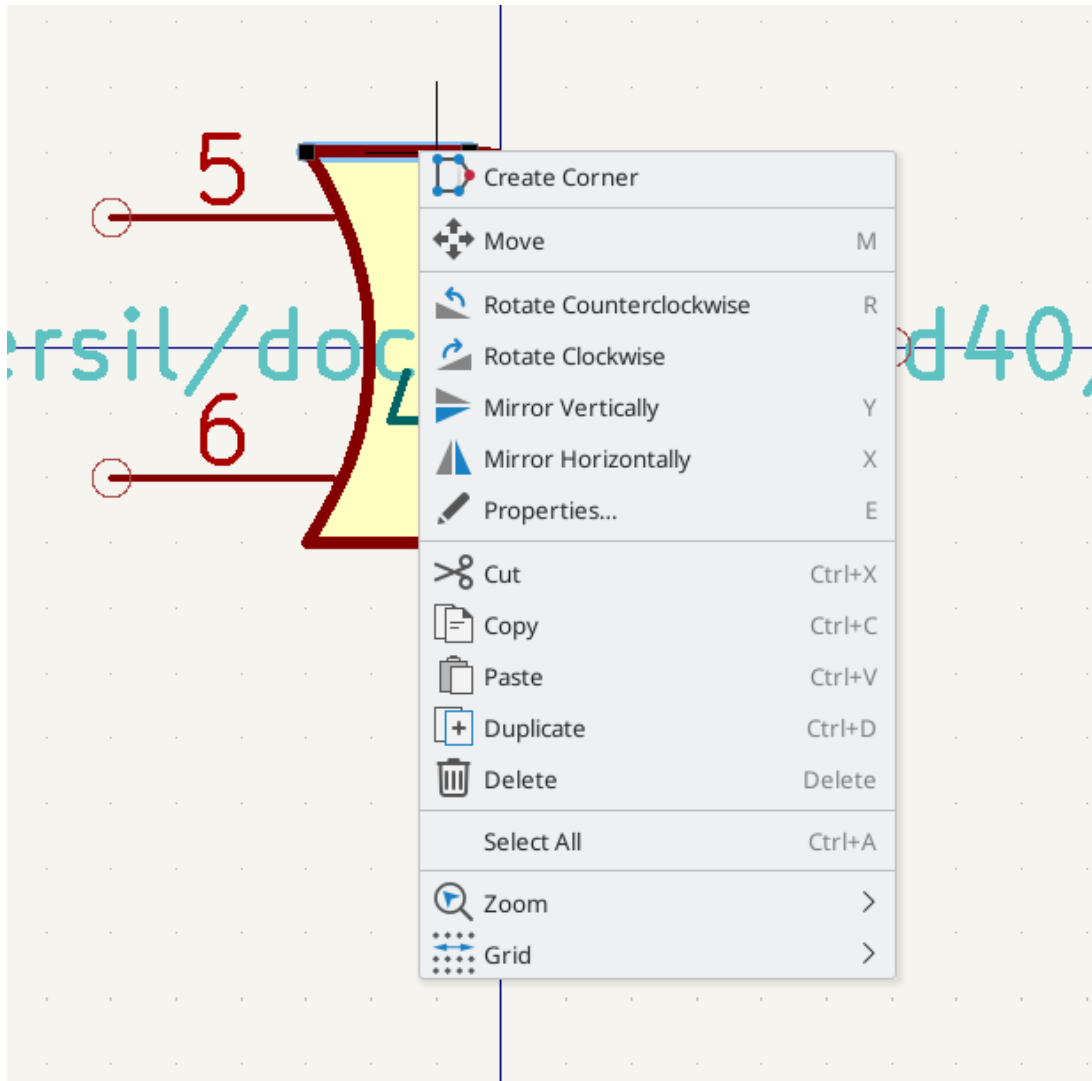 5
Create Corner
Move M
Rotate Counterclockwise R
ersil/doc
d40/
Rotate Clockwise
6
Mirror Vertically Y
Mirror Horizontally X
Properties... E
Cut Ctrl+X
Copy Ctrl+C
Paste Ctrl+V
Duplicate Ctrl+D
Delete Delete
Select All Ctrl+A
Zoom
Grid